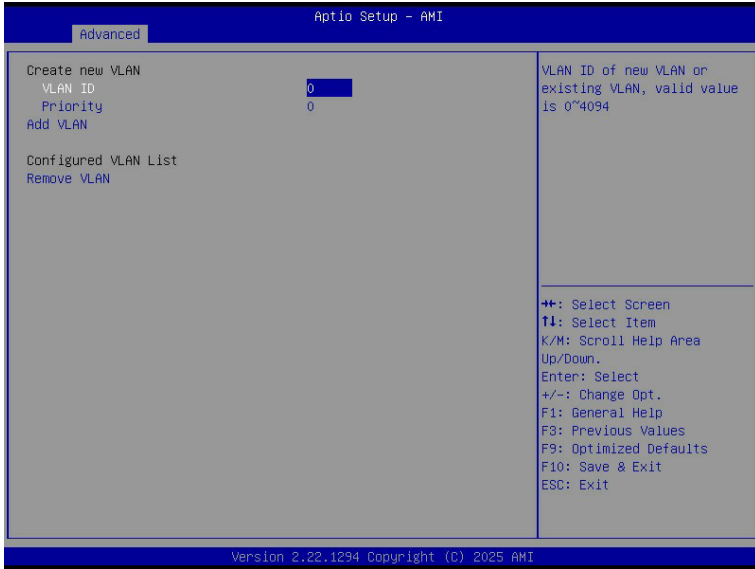 Aptio Setup – AMI
Advanced
Create new VLAN
VLAN ID 0
Priority 0
Add VLAN
Configured VLAN List
Remove VLAN
VLAN ID of new VLAN or
existing VLAN, valid value
is 0~4094
→←: Select Screen
↑↓: Select Item
K/M: Scroll Help Area
Up/Down.
Enter: Select
+/-: Change Opt.
F1: General Help
F3: Previous Values
F9: Optimized Defaults
F10: Save & Exit
ESC: Exit
Version 2.22.1294 Copyright (C) 2025 AMI